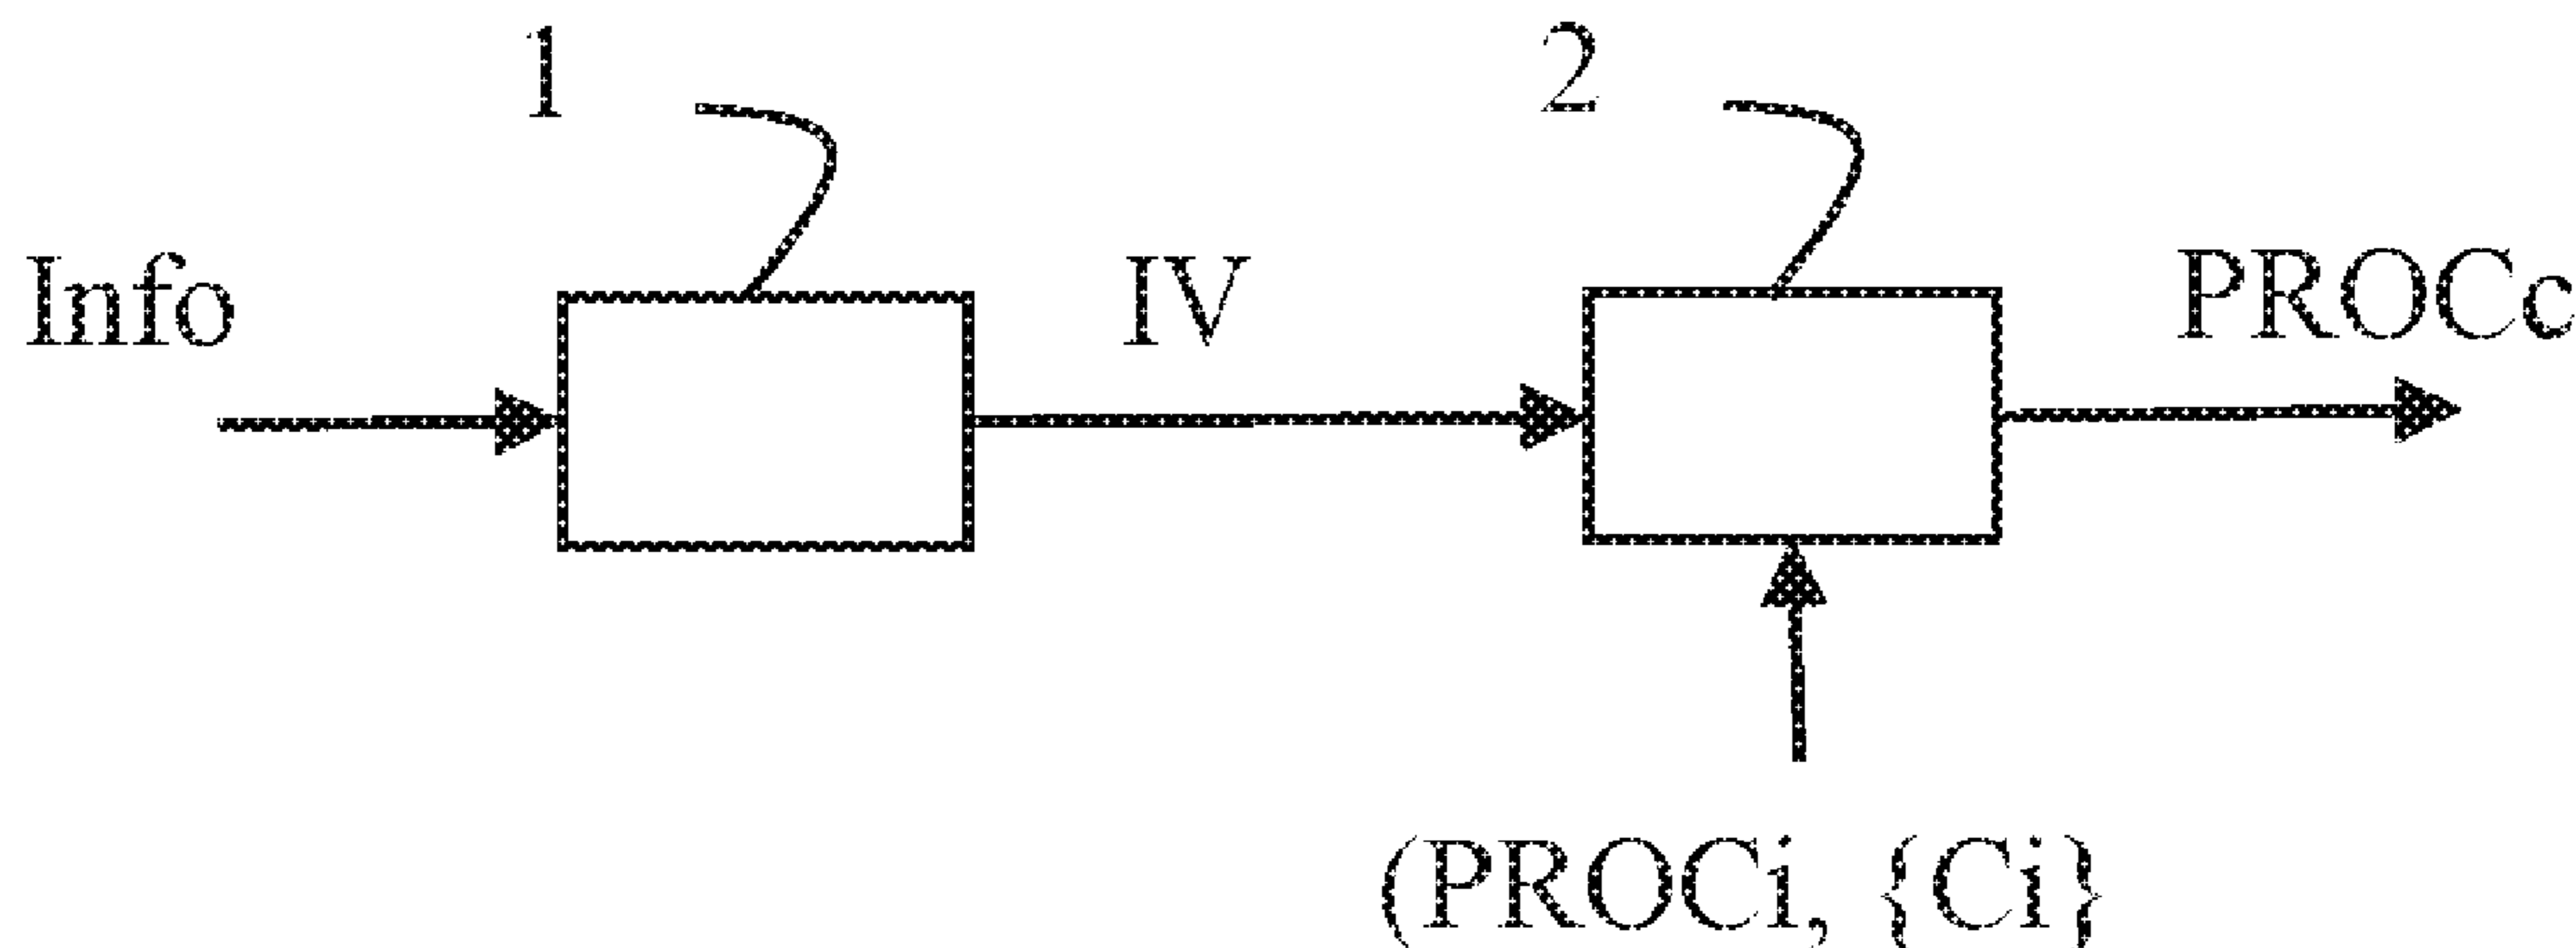 1
2
Info
IV
PROCc
(PROCi, {Ci}